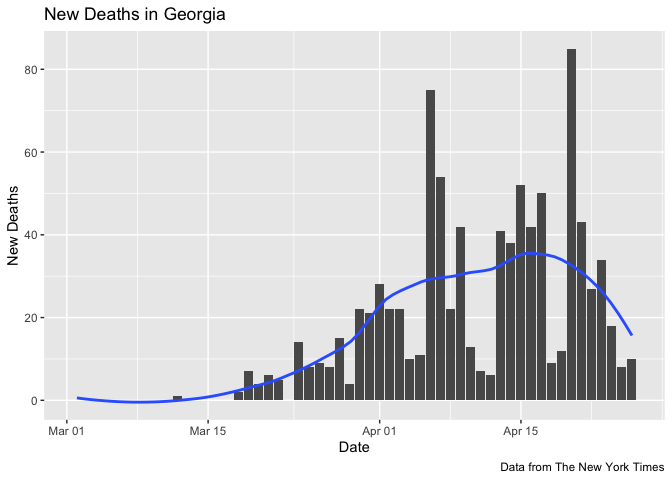 New Deaths in Georgia
New Deaths
80
60
40
20
0
Mar 01 Mar 15 Apr 01 Apr 15
Date
Data from The New York Times